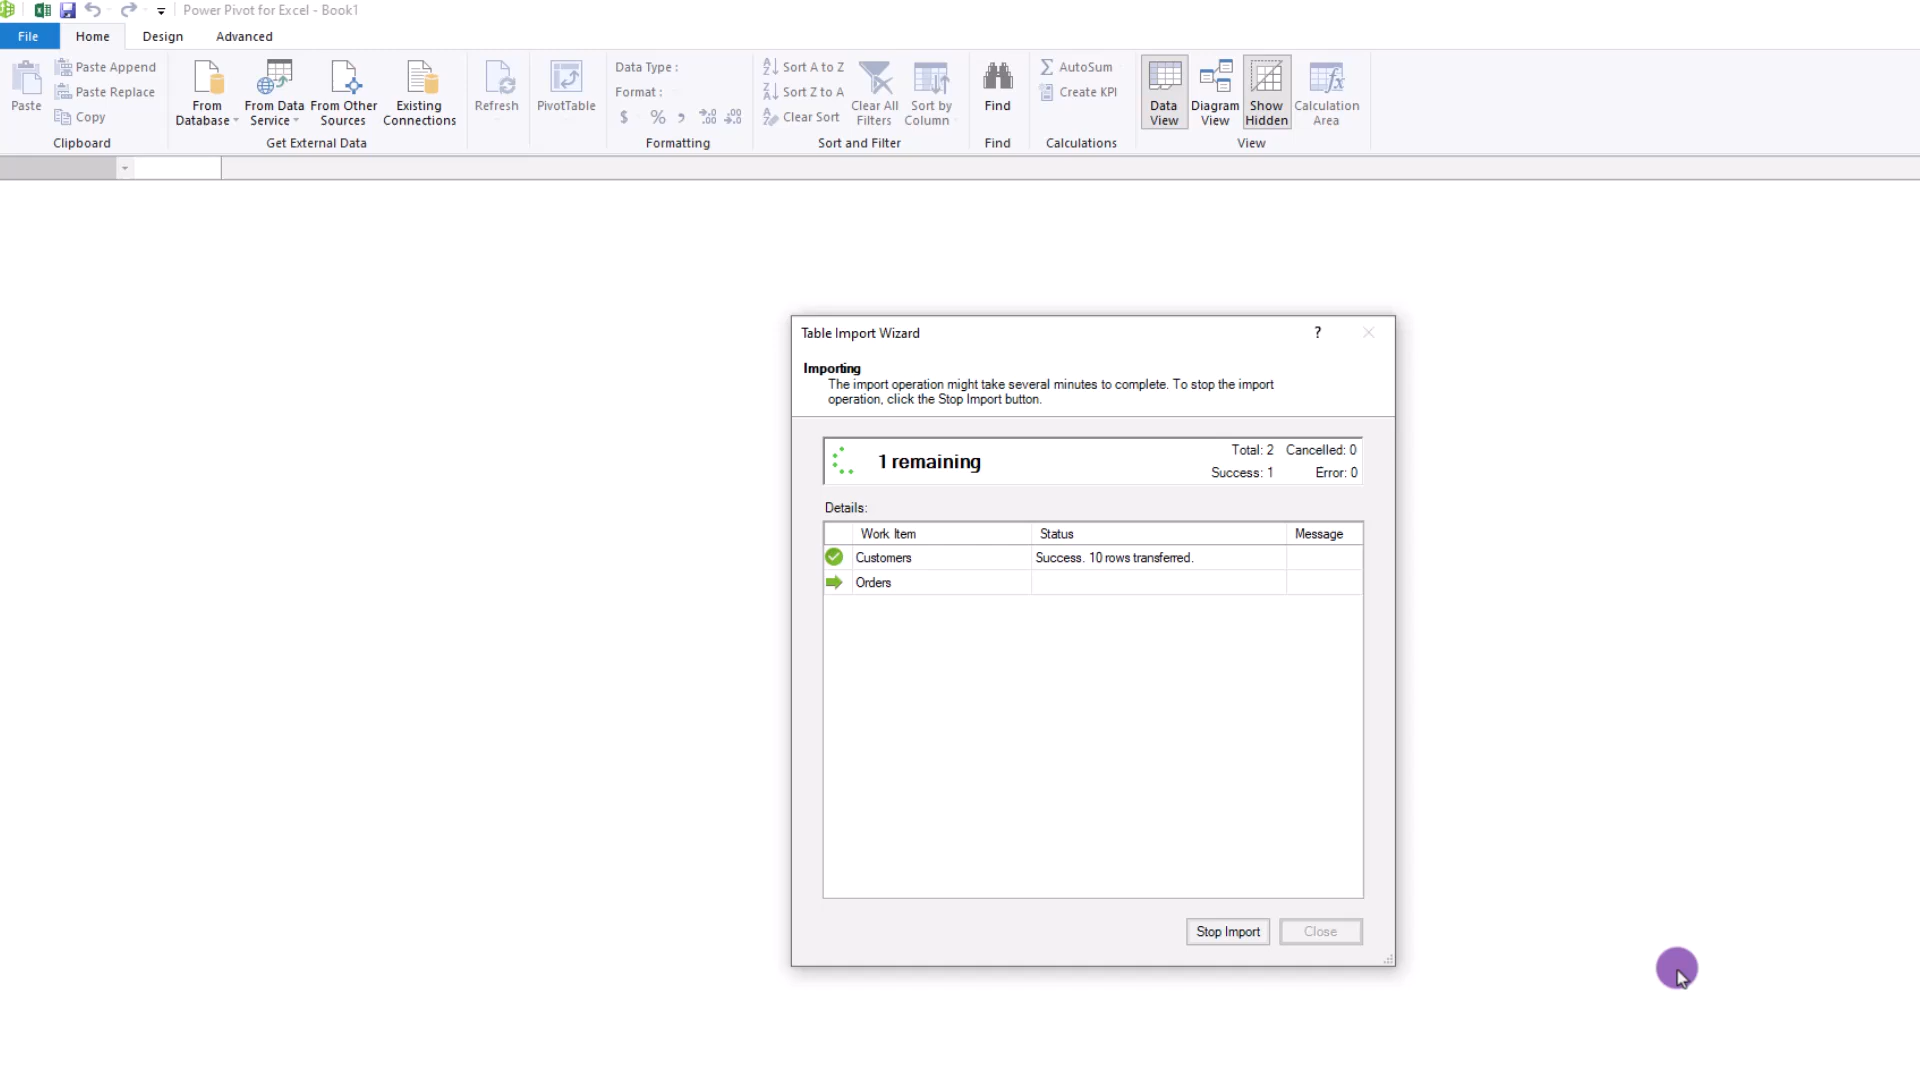 Power Pivot for Excel - Book1
File Home Design Advanced
Paste
Paste Append
Paste Replace
Copy
Clipboard
From Database
From Data Service
From Other Sources
Existing Connections
Get External Data
Refresh
PivotTable
Data Type :
Format :
$ % ,
Formatting
Sort A to Z
Sort Z to A
Clear Sort
Clear All Filters
Sort by Column
Sort and Filter
Find
Find
AutoSum
Create KPI
Calculations
Data View
Diagram View
Show Hidden
Calculation Area
View
Table Import Wizard ?
Importing
The import operation might take several minutes to complete. To stop the import
operation, click the Stop Import button.
1 remaining
Total: 2 Cancelled: 0
Success: 1 Error: 0
Details:
Work Item Status Message
Customers Success. 10 rows transferred.
Orders
Stop Import Close